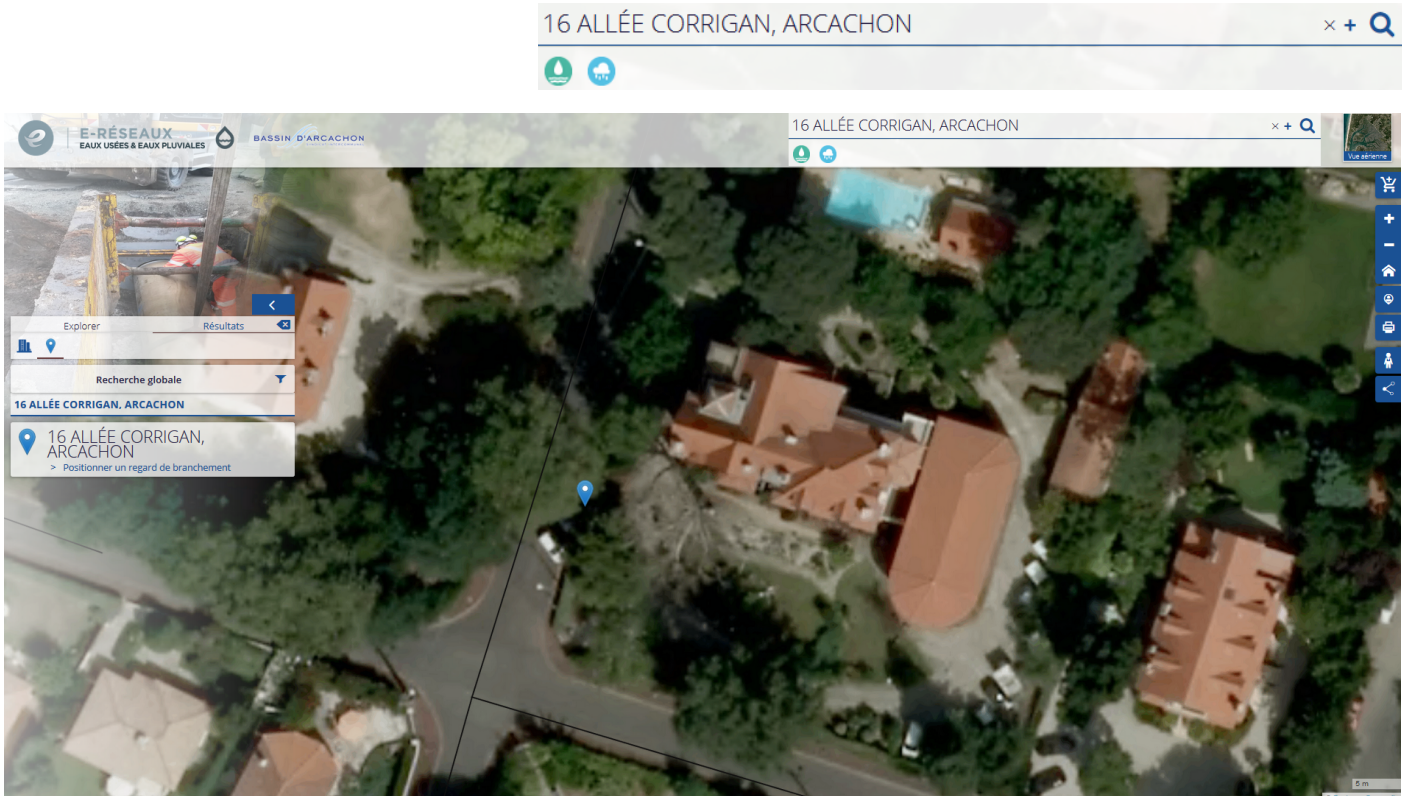 16 ALLÉE CORRIGAN, ARCACHON
× +
E-RÉSEAUX
EAUX USÉES & EAUX PLUVIALES
BASSIN D'ARCACHON
16 ALLÉE CORRIGAN, ARCACHON
× +
Vue aérienne
Explorer
Résultats
Recherche globale
16 ALLÉE CORRIGAN, ARCACHON
16 ALLÉE CORRIGAN,
ARCACHON
> Positionner un regard de branchement
5 m